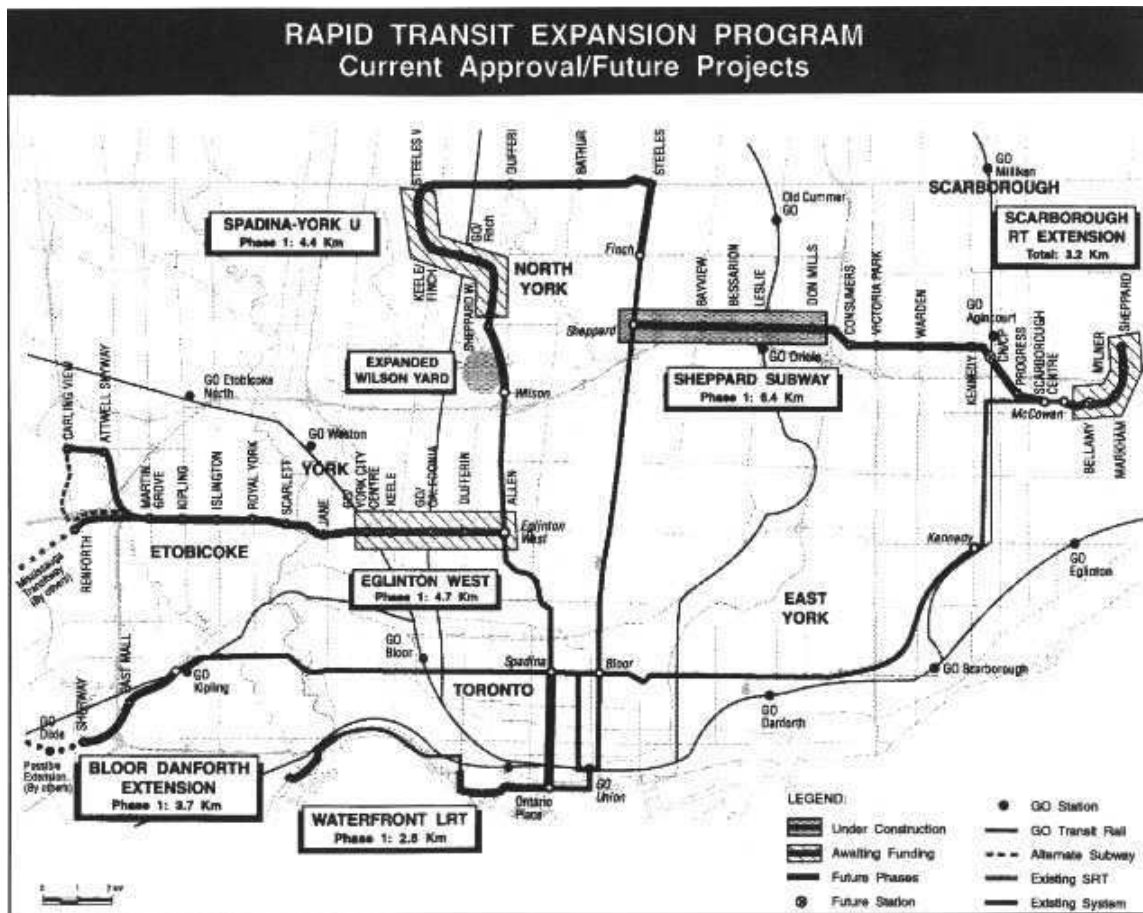 RAPID TRANSIT EXPANSION PROGRAM
Current Approval/Future Projects
STEELES W
DUFFERI
BATHUR
STEELES
GO
Milliken
SCARBOROUGH
SPADINA-YORK U
Phase 1: 4.4 Km
KEELE/
FINCH
GO/
Finch
NORTH
YORK
Finch
Old Cummer
GO
SCARBOROUGH
RT EXTENSION
Total: 3.2 Km
SHEPPARD W.
Sheppard
BAYVIEW
BESSARION
LESLIE
DON MILLS
CONSUMERS
VICTORIA PARK
WARDEN
GO
Agincourt
KENNEDY
PROGRESS
SCARBOROUGH
CENTRE
MILNER
SHEPPARD
EXPANDED
WILSON YARD
Wilson
GO Oriole
SHEPPARD SUBWAY
Phase 1: 6.4 Km
McCowan
BELLAMY
MARKHAM
CARLING VIEW
ATTWELL SKYWAY
GO Etobicoke
North
GO Weston
YORK
MARTIN
GROVE
KIPLING
ISLINGTON
ROYAL YORK
SCARLETT
JANE
YORK CITY
CENTRE
KEELE
GO/
DUFFERIN
ALLEN
Eglinton
West
RENFORTH
ETOBICOKE
Mississauga
Transitway
(By others)
EGLINTON WEST
Phase 1: 4.7 Km
Kennedy
GO
Eglinton
EAST
YORK
GO
Bloor
Spadina
Bloor
GO Scarborough
EAST MALL
GO
Kipling
TORONTO
GO
Danforth
SHERWAY
GO
Dixie
Possible
Extension
(By others)
BLOOR DANFORTH
EXTENSION
Phase 1: 3.7 Km
WATERFRONT LRT
Phase 1: 2.8 Km
Ontario
Place
GO
Union
LEGEND:
Under Construction
Awaiting Funding
Future Phases
Future Station
GO Station
GO Transit Rail
Alternate Subway
Existing SRT
Existing System